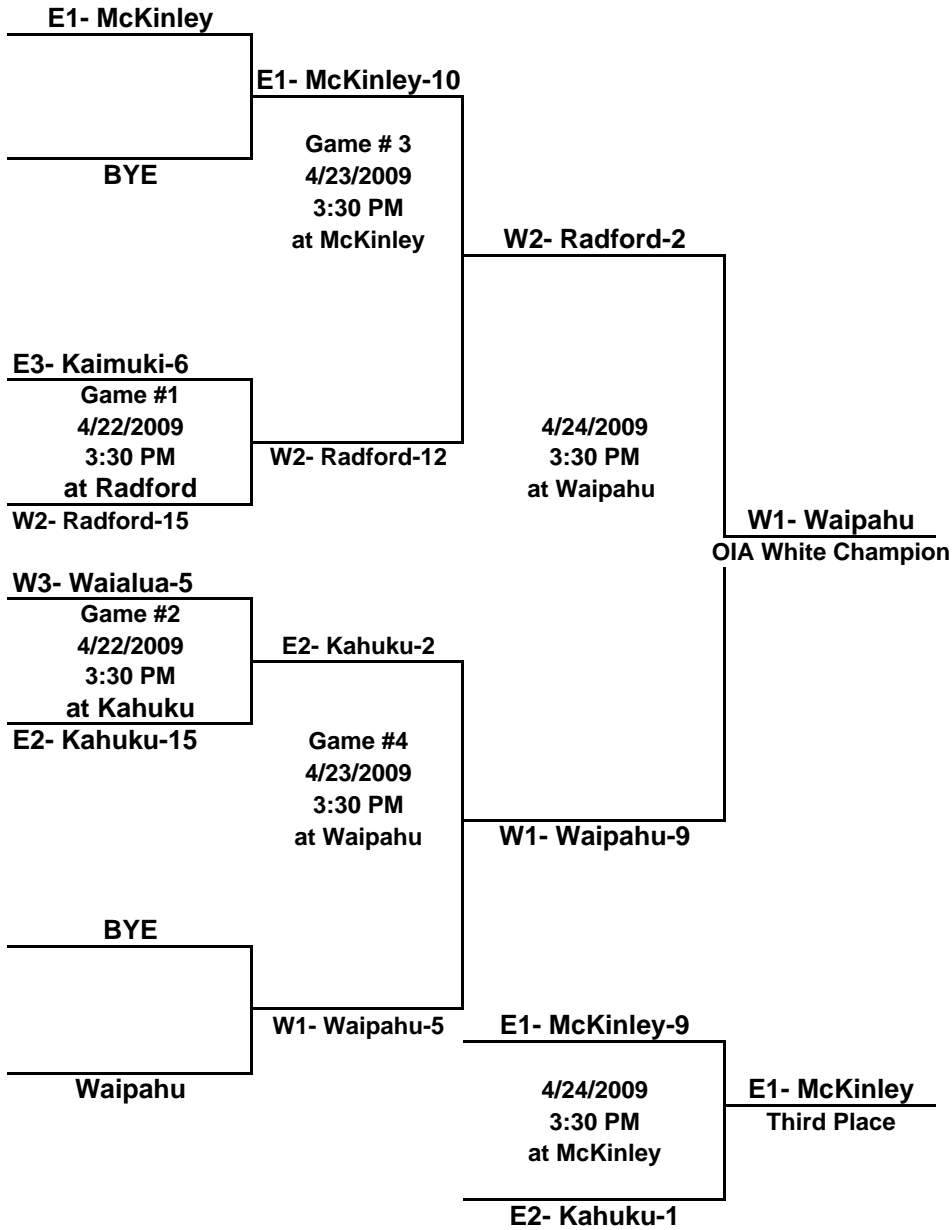 E1- McKinley
E1- McKinley-10
Game # 3
4/23/2009
3:30 PM
at McKinley
BYE
W2- Radford-2
E3- Kaimuki-6
Game #1
4/22/2009
3:30 PM
at Radford
W2- Radford-15
W2- Radford-12
4/24/2009
3:30 PM
at Waipahu
W1- Waipahu
OIA White Champion
W3- Waialua-5
Game #2
4/22/2009
3:30 PM
at Kahuku
E2- Kahuku-15
E2- Kahuku-2
Game #4
4/23/2009
3:30 PM
at Waipahu
W1- Waipahu-9
BYE
W1- Waipahu-5
Waipahu
E1- McKinley-9
4/24/2009
3:30 PM
at McKinley
E2- Kahuku-1
E1- McKinley
Third Place